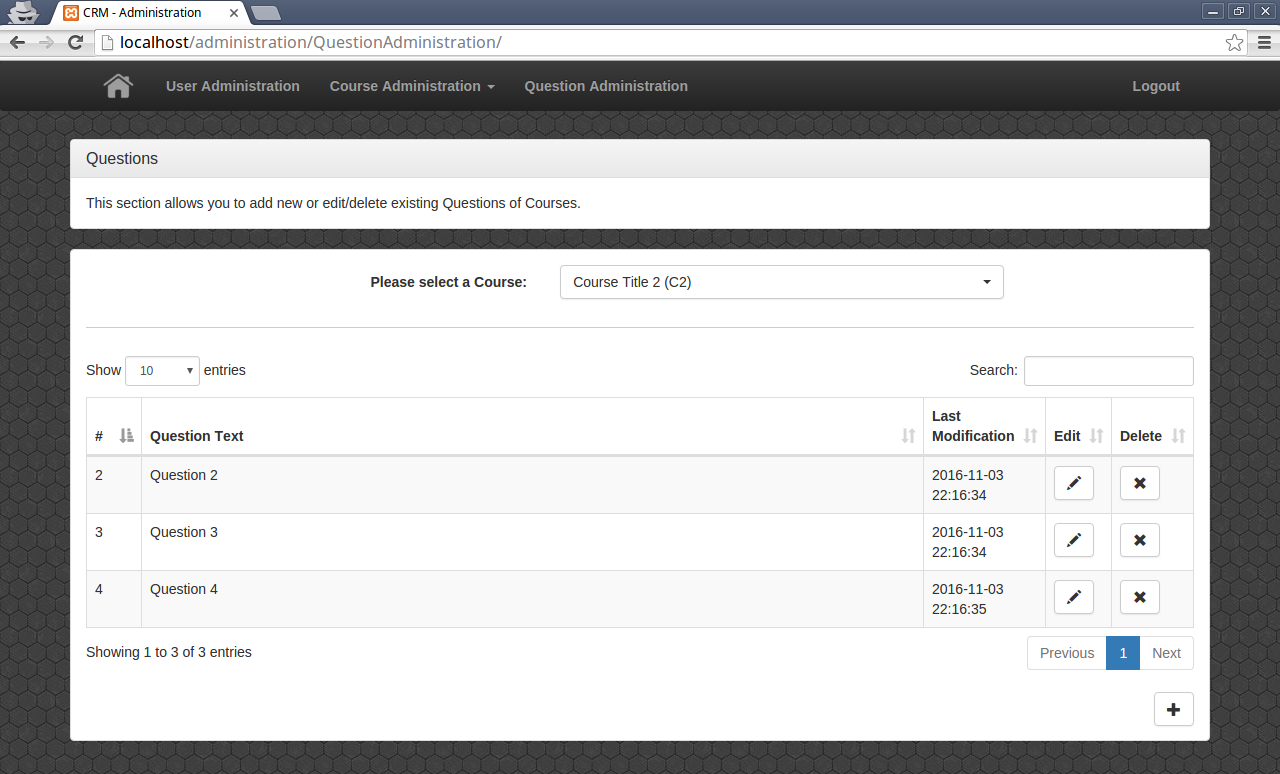 CRM - Administration
localhost/administration/QuestionAdministration/
User Administration Course Administration Question Administration Logout
Questions
This section allows you to add new or edit/delete existing Questions of Courses.
Please select a Course: Course Title 2 (C2)
Show 10 entries Search:
# Question Text Last Modification Edit Delete
2 Question 2 2016-11-03 22:16:34
3 Question 3 2016-11-03 22:16:34
4 Question 4 2016-11-03 22:16:35
Showing 1 to 3 of 3 entries Previous 1 Next